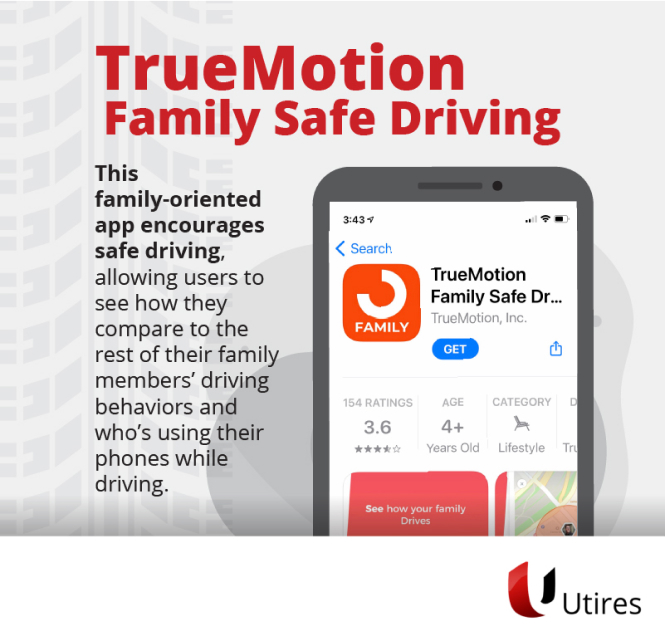 TrueMotion
Family Safe Driving
This
family-oriented
app encourages
safe driving,
allowing users to
see how they
compare to the
rest of their family
members’ driving
behaviors and
who’s using their
phones while
driving.
3:43
Search
FAMILY
TrueMotion
Family Safe Dr...
TrueMotion, Inc.
GET
154 RATINGS AGE CATEGORY D
3.6 4+
Years Old Lifestyle Tru
See how your family
Drives
Utires